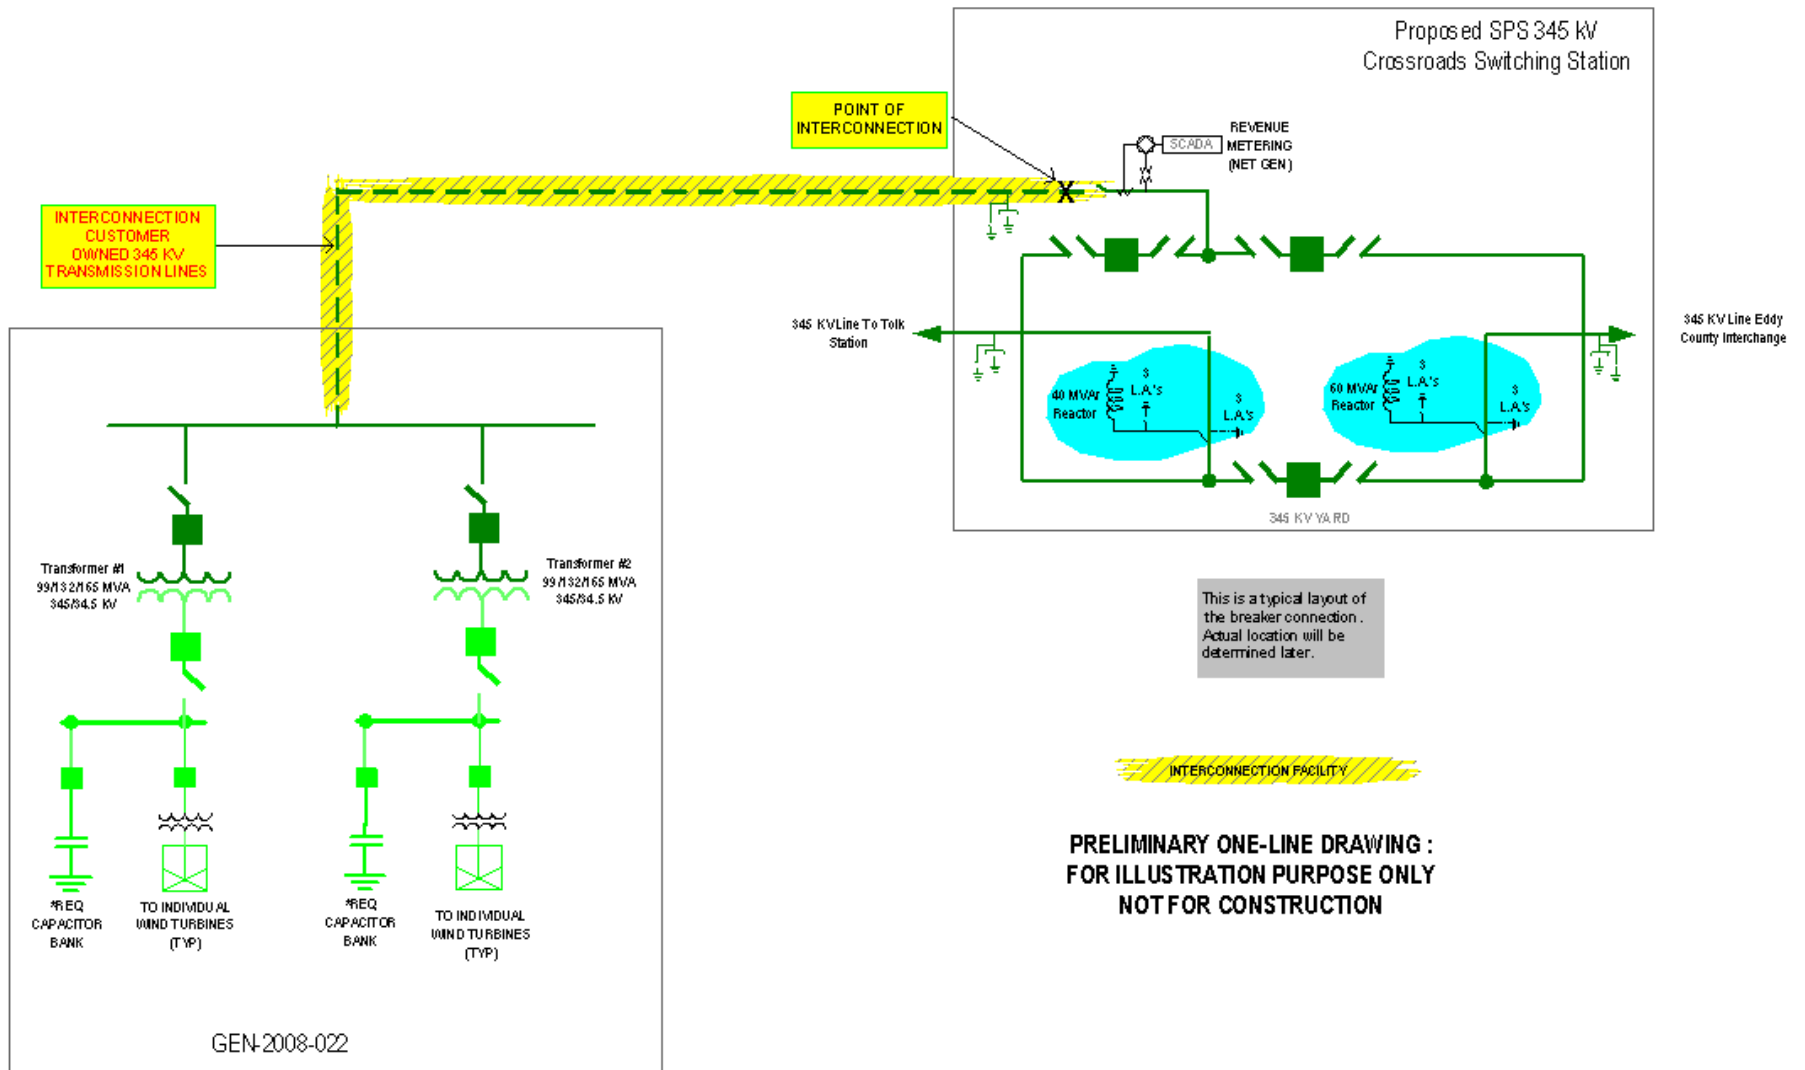 Proposed SPS 345 kV
Crossroads Switching Station
POINT OF
INTERCONNECTION
SCADA
REVENUE
METERING
(NET GEN)
X
INTERCONNECTION
CUSTOMER
OWNED 345 KV
TRANSMISSION LINES
345 KV Line To Tolk
Station
345 KV Line Eddy
County Interchange
40 MVAr
Reactor
3
L.A.'s
3
L.A.'s
60 MVAr
Reactor
3
L.A.'s
3
L.A.'s
345 KV YARD
Transformer #1
99/132/165 MVA
345/34.5 KV
Transformer #2
99/132/165 MVA
345/34.5 KV
This is a typical layout of
the breaker connection.
Actual location will be
determined later.
INTERCONNECTION FACILITY
PRELIMINARY ONE-LINE DRAWING :
FOR ILLUSTRATION PURPOSE ONLY
NOT FOR CONSTRUCTION
*REQ
CAPACITOR
BANK
TO INDIVIDUAL
WIND TURBINES
(TYP)
*REQ
CAPACITOR
BANK
TO INDIVIDUAL
WIND TURBINES
(TYP)
GEN-2008-022